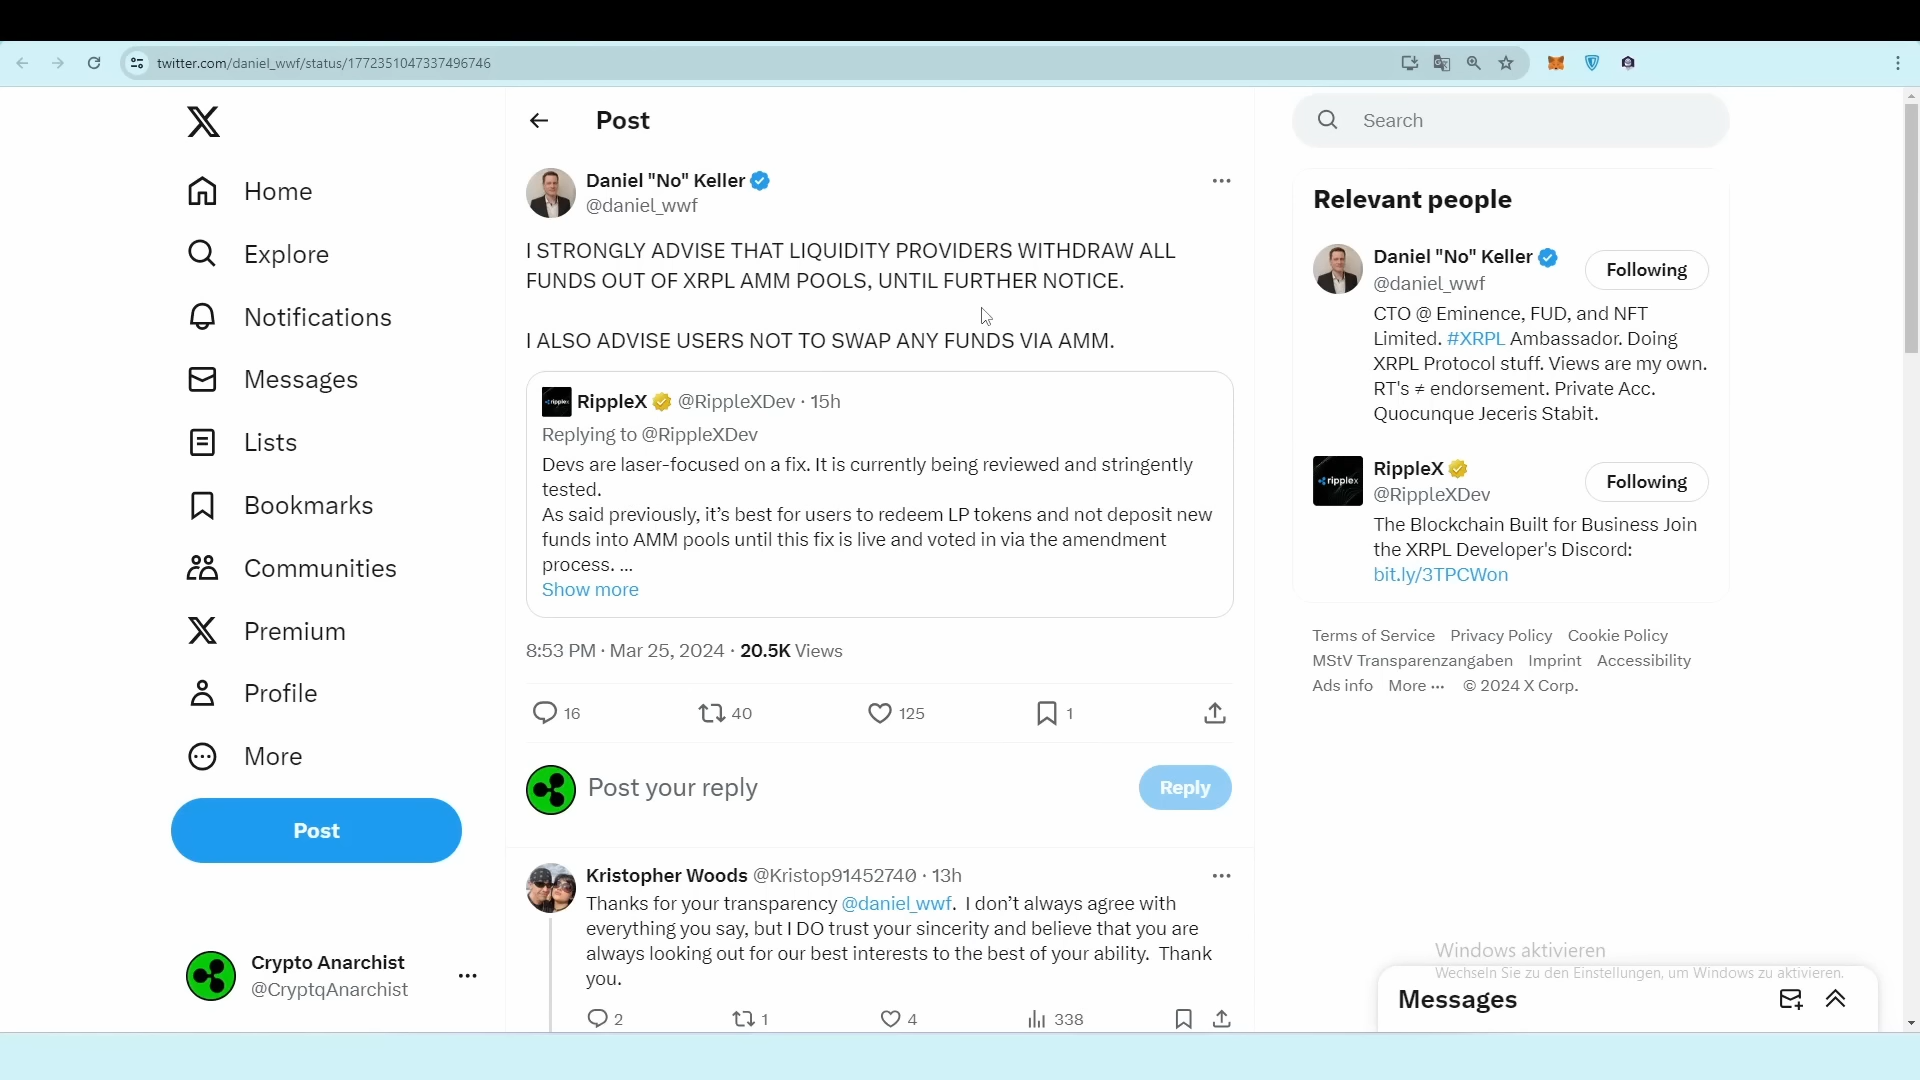 twitter.com/daniel_wwf/status/1772351047337496746
Home
Explore
Notifications
Messages
Lists
Bookmarks
Communities
Premium
Profile
More
Post
Crypto Anarchist
@CryptqAnarchist
Post
Daniel "No" Keller
@daniel_wwf
I STRONGLY ADVISE THAT LIQUIDITY PROVIDERS WITHDRAW ALL
FUNDS OUT OF XRPL AMM POOLS, UNTIL FURTHER NOTICE.
I ALSO ADVISE USERS NOT TO SWAP ANY FUNDS VIA AMM.
ripplex
RippleX @RippleXDev · 15h
Replying to @RippleXDev
Devs are laser-focused on a fix. It is currently being reviewed and stringently
tested.
As said previously, it’s best for users to redeem LP tokens and not deposit new
funds into AMM pools until this fix is live and voted in via the amendment
process. ...
Show more
8:53 PM · Mar 25, 2024 · 20.5K Views
16 40 125 1
Post your reply
Reply
Kristopher Woods @Kristop91452740 · 13h
Thanks for your transparency @daniel_wwf.  I don’t always agree with
everything you say, but I DO trust your sincerity and believe that you are
always looking out for our best interests to the best of your ability.  Thank
you.
2 1 4 338
Search
Relevant people
Daniel "No" Keller
@daniel_wwf
Following
CTO @ Eminence, FUD, and NFT
Limited. #XRPL Ambassador. Doing
XRPL Protocol stuff. Views are my own.
RT's ≠ endorsement. Private Acc.
Quocunque Jeceris Stabit.
ripplex
RippleX
@RippleXDev
Following
The Blockchain Built for Business Join
the XRPL Developer's Discord:
bit.ly/3TPCWon
Terms of Service Privacy Policy Cookie Policy
MStV Transparenzangaben Imprint Accessibility
Ads info More ··· © 2024 X Corp.
Windows aktivieren
Wechseln Sie zu den Einstellungen, um Windows zu aktivieren.
Messages